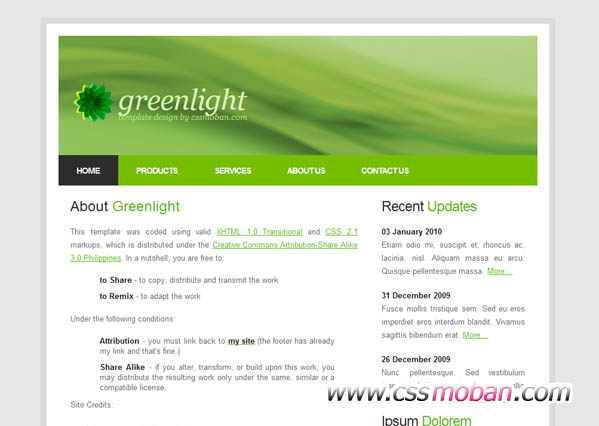 greenlight
template design by cssmoban.com
HOME PRODUCTS SERVICES ABOUT US CONTACT US
About Greenlight
This template was coded using valid XHTML 1.0 Transitional and CSS 2.1
markups, which is distributed under the Creative Commons Attribution-Share Alike
3.0 Philippines. In a nutshell, you are free to:
to Share - to copy, distribute and transmit the work
to Remix - to adapt the work
Under the following conditions:
Attribution - you must link back to my site (the footer has already
my link and that's fine.)
Share Alike - if you alter, transform, or build upon this work, you
may distribute the resulting work only under the same, similar or a
compatible license.
Site Credits:
Recent Updates
03 January 2010
Etiam odio mi, suscipit et, rhoncus ac,
lacinia, nisl. Aliquam massa eu arcu.
Quisque pellentesque massa. More....
31 December 2009
Fusce mollis tristique sem. Sed eu eros
imperdiet eros interdum blandit. Vivamus
sagittis bibendum erat. More....
26 December 2009
Nunc pellentesque. Sed vestibulum
www.cssmoban.com
Ipsum Dolorem